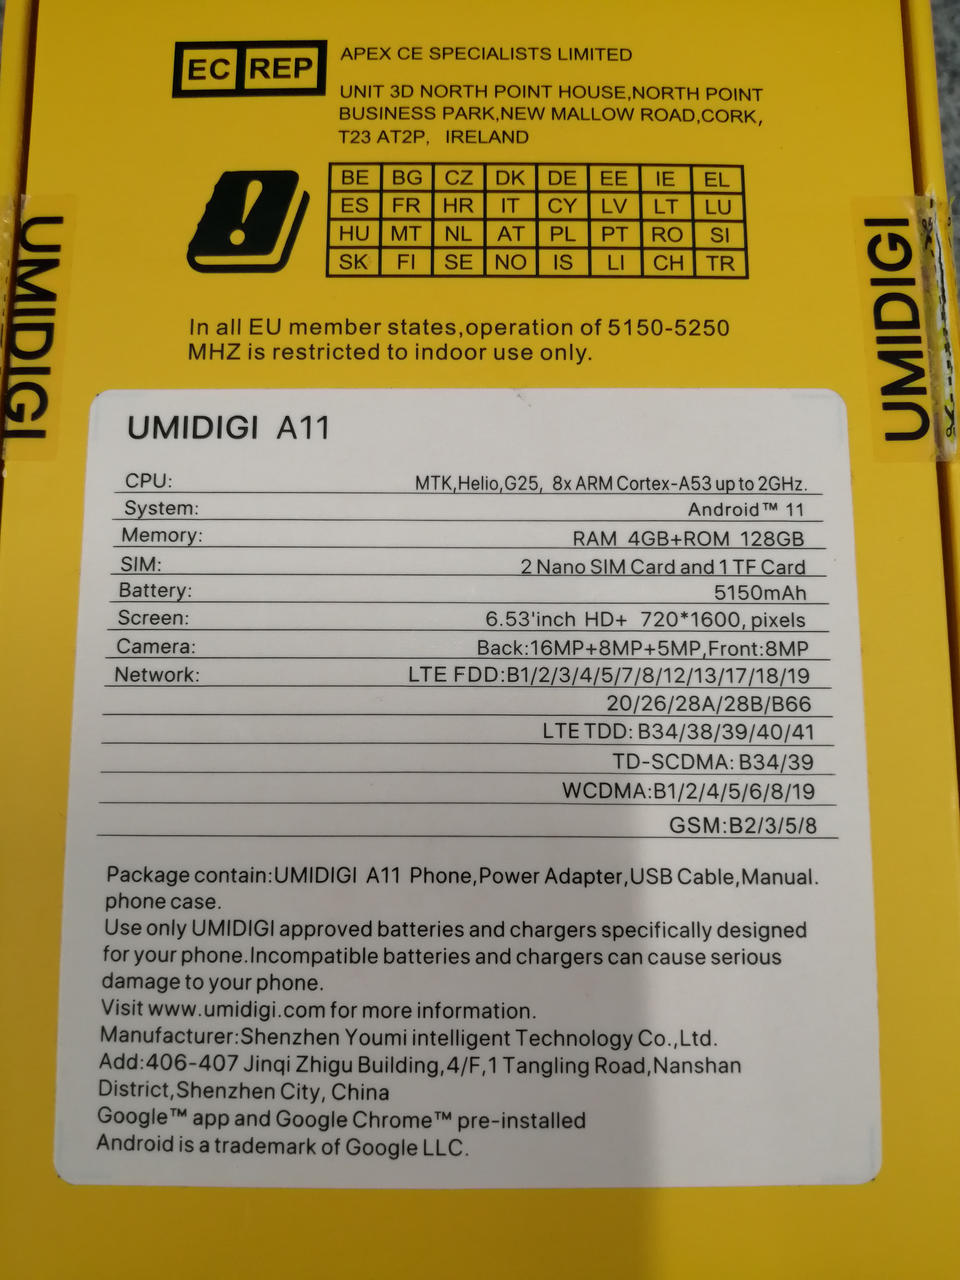 EC REP
APEX CE SPECIALISTS LIMITED
UNIT 3D NORTH POINT HOUSE,NORTH POINT
BUSINESS PARK,NEW MALLOW ROAD,CORK,
T23 AT2P, IRELAND
BE BG CZ DK DE EE IE EL
ES FR HR IT CY LV LT LU
HU MT NL AT PL PT RO SI
SK FI SE NO IS LI CH TR
In all EU member states,operation of 5150-5250
MHZ is restricted to indoor use only.
UMIDIGI
UMIDIGI
UMIDIGI A11
CPU: MTK,Helio,G25, 8x ARM Cortex-A53 up to 2GHz.
System: Android™ 11
Memory: RAM 4GB+ROM 128GB
SIM: 2 Nano SIM Card and 1 TF Card
Battery: 5150mAh
Screen: 6.53'inch HD+ 720*1600, pixels
Camera: Back:16MP+8MP+5MP,Front:8MP
Network: LTE FDD:B1/2/3/4/5/7/8/12/13/17/18/19
20/26/28A/28B/B66
LTE TDD: B34/38/39/40/41
TD-SCDMA: B34/39
WCDMA:B1/2/4/5/6/8/19
GSM:B2/3/5/8
Package contain:UMIDIGI A11 Phone,Power Adapter,USB Cable,Manual.
phone case.
Use only UMIDIGI approved batteries and chargers specifically designed
for your phone.Incompatible batteries and chargers can cause serious
damage to your phone.
Visit www.umidigi.com for more information.
Manufacturer:Shenzhen Youmi intelligent Technology Co.,Ltd.
Add:406-407 Jinqi Zhigu Building,4/F,1 Tangling Road,Nanshan
District,Shenzhen City, China
Google™ app and Google Chrome™ pre-installed
Android is a trademark of Google LLC.